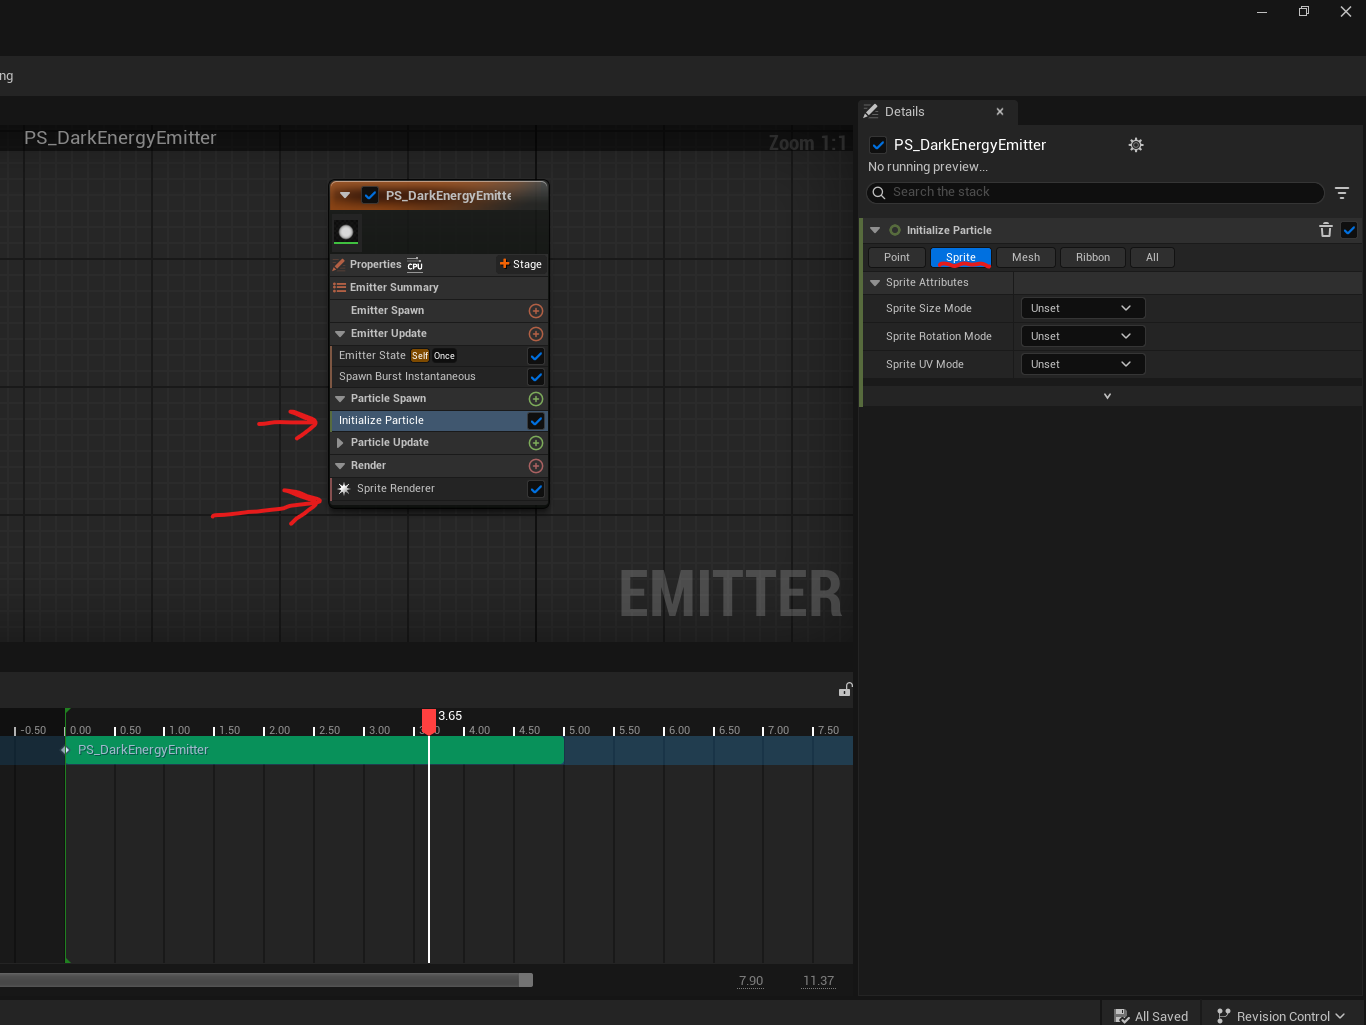 ng
PS_DarkEnergyEmitter
Zoom 1:1
PS_DarkEnergyEmitte
Properties CPU
Stage
Emitter Summary
Emitter Spawn
Emitter Update
Emitter State Self Once
Spawn Burst Instantaneous
Particle Spawn
Initialize Particle
Particle Update
Render
Sprite Renderer
EMITTER
Details
PS_DarkEnergyEmitter
No running preview...
Search the stack
Initialize Particle
Point Sprite Mesh Ribbon All
Sprite Attributes
Sprite Size Mode Unset
Sprite Rotation Mode Unset
Sprite UV Mode Unset
3.65
-0.50 0.00 0.50 1.00 1.50 2.00 2.50 3.00 4.00 4.50 5.00 5.50 6.00 6.50 7.00 7.50
PS_DarkEnergyEmitter
7.90 11.37
All Saved Revision Control